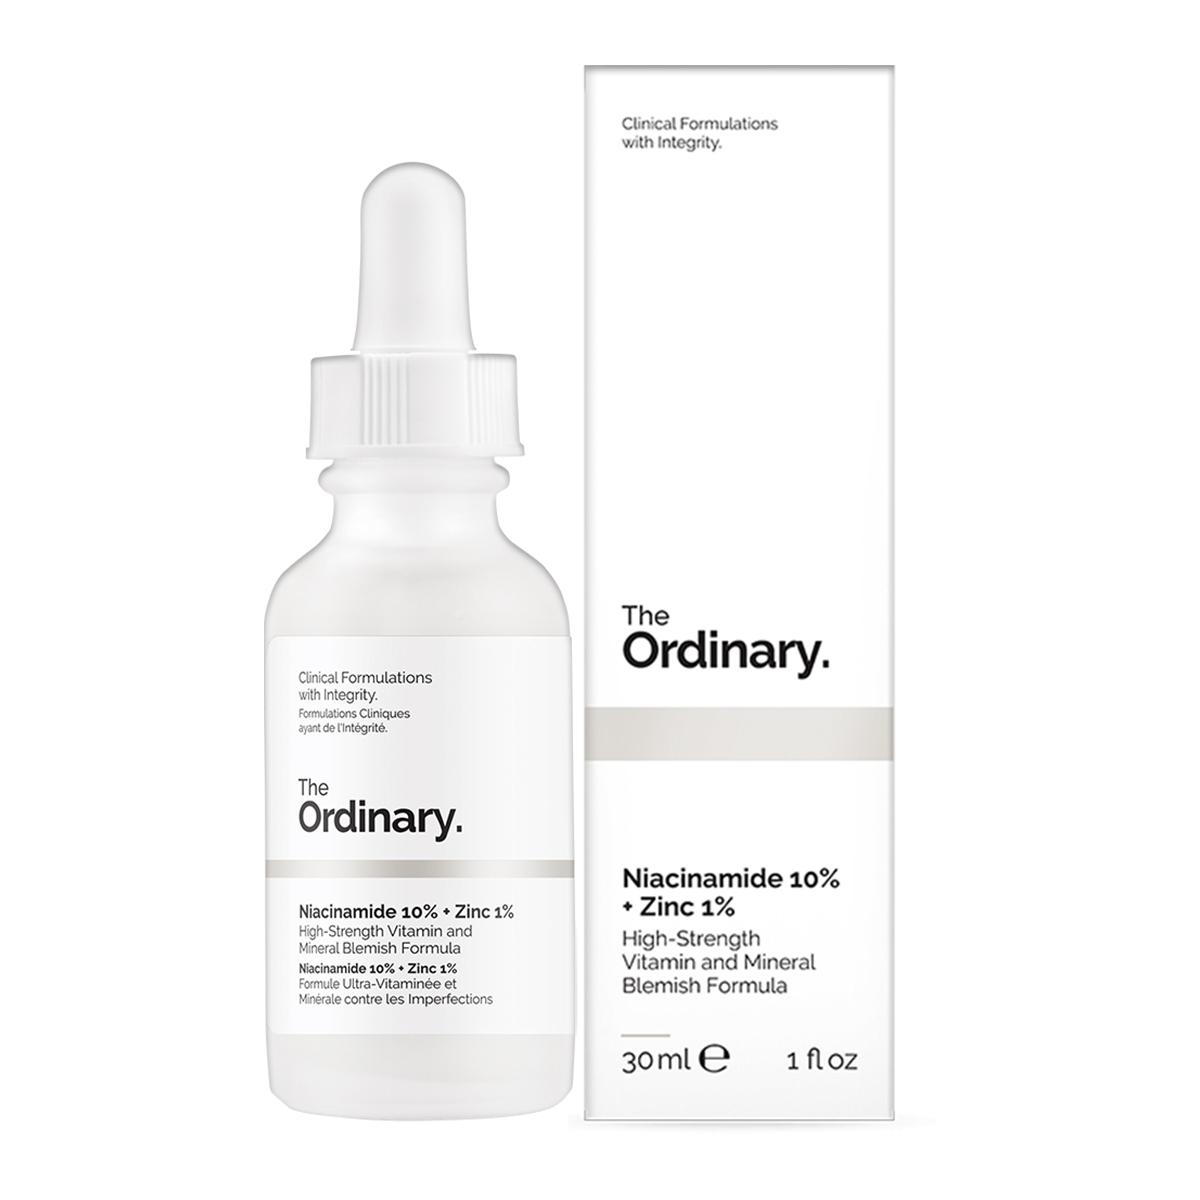 Clinical Formulations
with Integrity.
Formulations Cliniques
ayant de l'Intégrité.
The
Ordinary.
Niacinamide 10% + Zinc 1%
High-Strength Vitamin and
Mineral Blemish Formula
Niacinamide 10% + Zinc 1%
Formule Ultra-Vitaminée et
Minérale contre les Imperfections
Clinical Formulations
with Integrity.
The
Ordinary.
Niacinamide 10%
+ Zinc 1%
High-Strength
Vitamin and Mineral
Blemish Formula
30 ml ℮ 1 fl oz